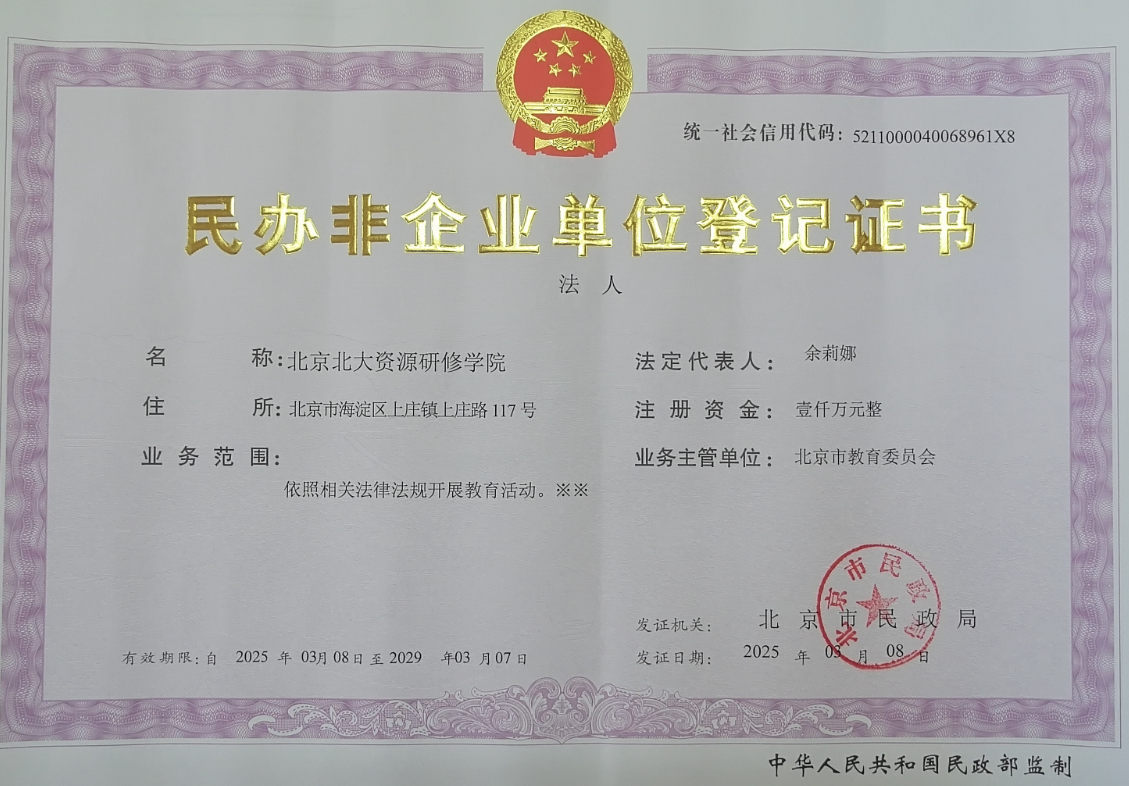 统一社会信用代码：5211000040068961X8
民办非企业单位登记证书
法 人
名 称：北京北大资源研修学院
法定代表人：余莉娜
住 所：北京市海淀区上庄镇上庄路117号
注册资金：壹仟万元整
业务范围：
业务主管单位：北京市教育委员会
依照相关法律法规开展教育活动。※※
北京市民政局
发证机关：北京市民政局
有效期限：自 2025 年 03月 08日 至 2029 年 03 月 07 日
发证日期：2025 年 03 月 08 日
中华人民共和国民政部监制